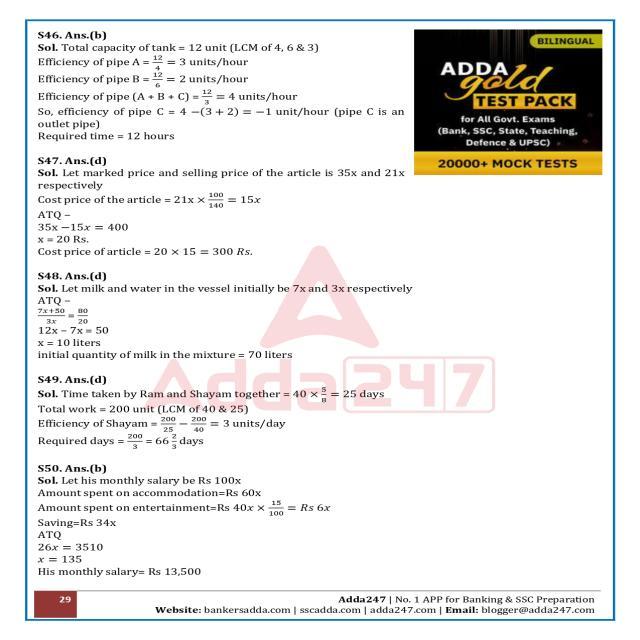 S46. Ans.(b)
Sol. Total capacity of tank = 12 unit (LCM of 4, 6 & 3)
Efficiency of pipe A = 12/4 = 3 units/hour
Efficiency of pipe B = 12/6 = 2 units/hour
Efficiency of pipe (A + B + C) = 12/3 = 4 units/hour
So, efficiency of pipe C = 4 −(3 + 2) = −1 unit/hour (pipe C is an
outlet pipe)
Required time = 12 hours
BILINGUAL
ADDA
gold
TEST PACK
for All Govt. Exams
(Bank, SSC, State, Teaching,
Defence & UPSC)
20000+ MOCK TESTS
S47. Ans.(d)
Sol. Let marked price and selling price of the article is 35x and 21x
respectively
Cost price of the article = 21x × 100/140 = 15x
ATQ –
35x −15x = 400
x = 20 Rs.
Cost price of article = 20 × 15 = 300 Rs.
S48. Ans.(d)
Sol. Let milk and water in the vessel initially be 7x and 3x respectively
ATQ –
7x+50/3x = 80/20
12x – 7x = 50
x = 10 liters
initial quantity of milk in the mixture = 70 liters
Adda247
S49. Ans.(d)
Sol. Time taken by Ram and Shayam together = 40 × 5/8 = 25 days
Total work = 200 unit (LCM of 40 & 25)
Efficiency of Shayam = 200/25 − 200/40 = 3 units/day
Required days = 200/3 = 66 2/3 days
S50. Ans.(b)
Sol. Let his monthly salary be Rs 100x
Amount spent on accommodation=Rs 60x
Amount spent on entertainment=Rs 40x × 15/100 = Rs 6x
Saving=Rs 34x
ATQ
26x = 3510
x = 135
His monthly salary= Rs 13,500
29
Adda247 | No. 1 APP for Banking & SSC Preparation
Website: bankersadda.com | sscadda.com | adda247.com | Email: blogger@adda247.com